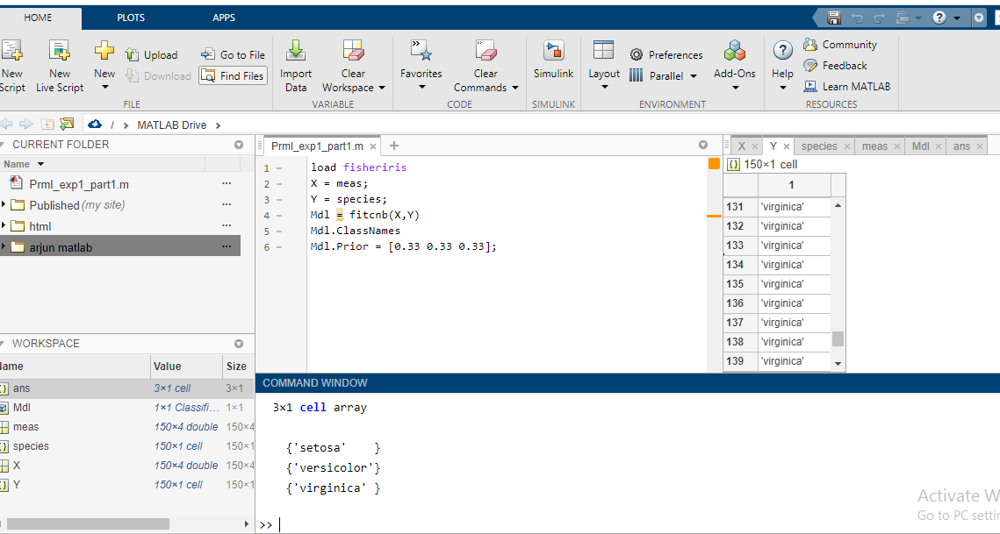 HOME PLOTS APPS
New Script
New Live Script
New
Upload
Download
Go to File
Find Files
Import Data
Clear Workspace
Favorites
Clear Commands
Simulink
Layout
Preferences
Parallel
Add-Ons
Help
Community
Feedback
Learn MATLAB
FILE VARIABLE CODE SIMULINK ENVIRONMENT RESOURCES
/ > MATLAB Drive >
CURRENT FOLDER
Name
Prml_exp1_part1.m ...
Published (my site) ...
html ...
arjun matlab ...
WORKSPACE
Value Size
ans 3×1 cell 3×1
Mdl 1×1 Classifi... 1×1
meas 150×4 double 150×4
species 150×1 cell 150×1
X 150×4 double 150×4
Y 150×1 cell 150×1
Prml_exp1_part1.m × +
1 – load fisheriris
2 – X = meas;
3 – Y = species;
4 – Mdl = fitcnb(X,Y)
5 – Mdl.ClassNames
6 – Mdl.Prior = [0.33 0.33 0.33];
X × Y × species × meas × Mdl × ans ×
{} 150×1 cell
1
131 'virginica'
132 'virginica'
133 'virginica'
134 'virginica'
135 'virginica'
136 'virginica'
137 'virginica'
138 'virginica'
139 'virginica'
COMMAND WINDOW
3×1 cell array
{'setosa' }
{'versicolor'}
{'virginica' }
>>
Activate W
Go to PC settin